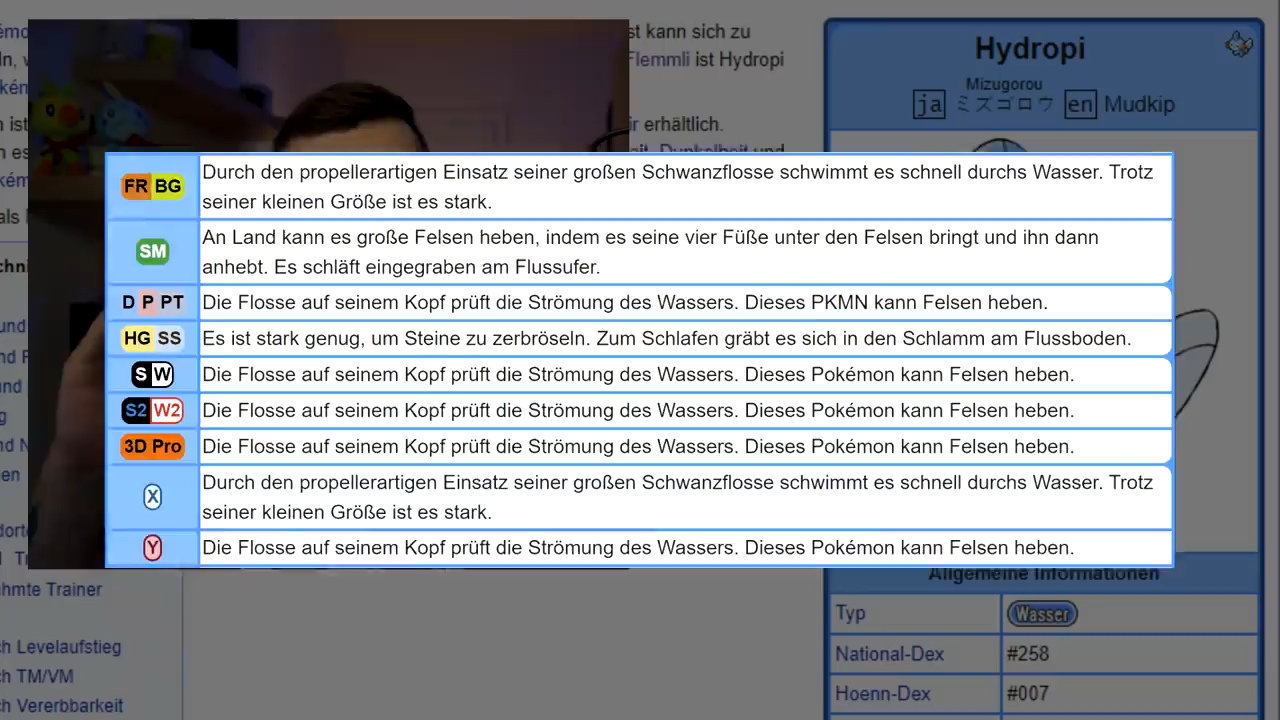 st kann sich zu
Flemmli ist Hydropi
erhältlich.
Hydropi
Mizugorou
ja ミズゴロウ en Mudkip
FR BG
Durch den propellerartigen Einsatz seiner großen Schwanzflosse schwimmt es schnell durchs Wasser. Trotz
seiner kleinen Größe ist es stark.
SM
An Land kann es große Felsen heben, indem es seine vier Füße unter den Felsen bringt und ihn dann
anhebt. Es schläft eingegraben am Flussufer.
D P PT
Die Flosse auf seinem Kopf prüft die Strömung des Wassers. Dieses PKMN kann Felsen heben.
HG SS
Es ist stark genug, um Steine zu zerbröseln. Zum Schlafen gräbt es sich in den Schlamm am Flussboden.
S W
Die Flosse auf seinem Kopf prüft die Strömung des Wassers. Dieses Pokémon kann Felsen heben.
S2 W2
Die Flosse auf seinem Kopf prüft die Strömung des Wassers. Dieses Pokémon kann Felsen heben.
3D Pro
Die Flosse auf seinem Kopf prüft die Strömung des Wassers. Dieses Pokémon kann Felsen heben.
X
Durch den propellerartigen Einsatz seiner großen Schwanzflosse schwimmt es schnell durchs Wasser. Trotz
seiner kleinen Größe ist es stark.
Y
Die Flosse auf seinem Kopf prüft die Strömung des Wassers. Dieses Pokémon kann Felsen heben.
Allgemeine Informationen
Typ Wasser
National-Dex #258
Hoenn-Dex #007
ühmte Trainer
ch Levelaufstieg
ch TM/VM
ch Vererbbarkeit